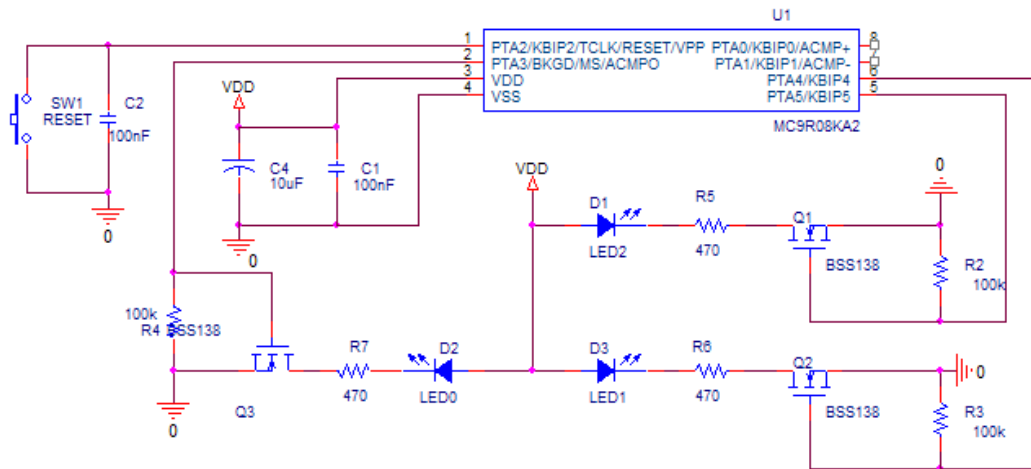 U1
1 PTA2/KBIP2/TCLK/RESET/VPP PTA0/KBIP0/ACMP+ 8
2 PTA3/BKGD/MS/ACMPO PTA1/KBIP1/ACMP- 7
3 VDD PTA4/KBIP4 6
4 VSS PTA5/KBIP5 5
MC9R08KA2
SW1
RESET
C2
100nF
0
VDD
C4
10uF
C1
100nF
0
VDD
D1
LED2
R5
470
Q1
BSS138
0
R2
100k
100k
R4 BSS138
Q3
0
R7
470
D2
LED0
D3
LED1
R6
470
Q2
BSS138
0
R3
100k